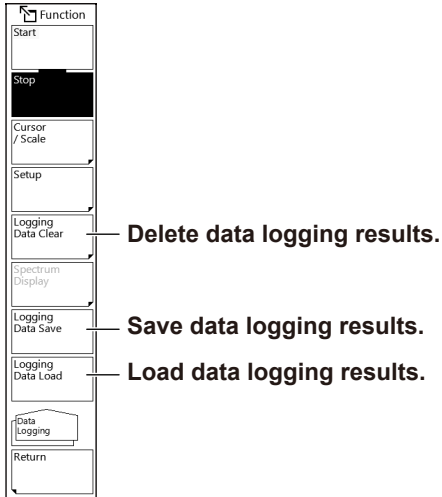 Function
Start
Stop
Cursor
/ Scale
Setup
Logging
Data Clear
Delete data logging results.
Spectrum
Display
Logging
Data Save
Save data logging results.
Logging
Data Load
Load data logging results.
Data
Logging
Return